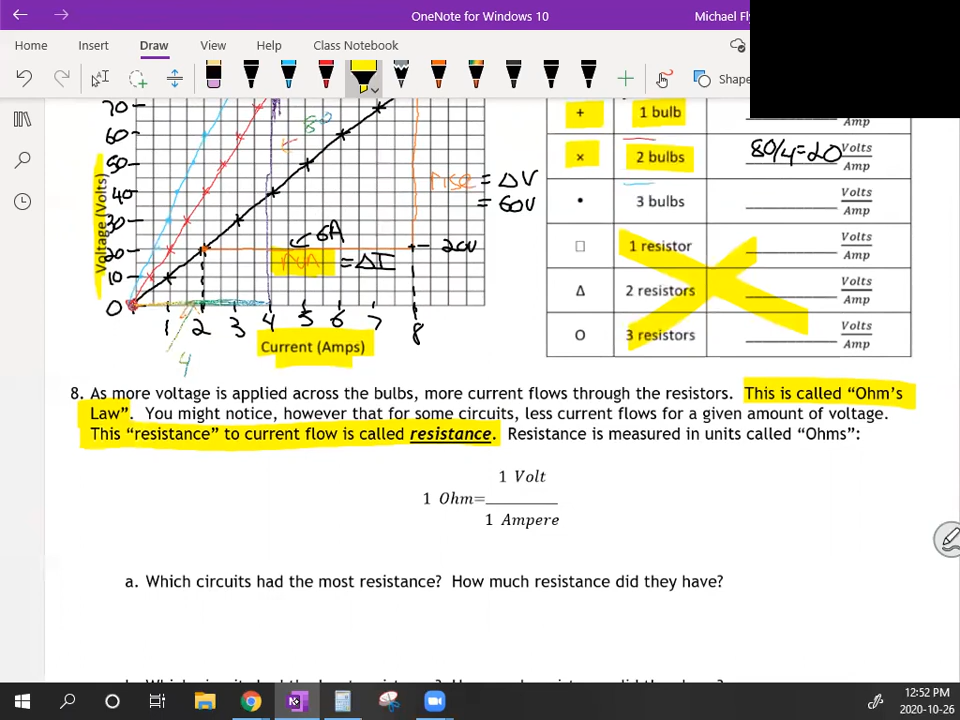 OneNote for Windows 10
Michael Fl
Home Insert Draw View Help Class Notebook
Shape
70
60
50
40
30
20
10
0
Voltage (Volts)
1 2 3 4 5 6 7 8
Current (Amps)
80
rise = ΔV
= 60V
6A
run = ΔI
20V
4
+ 1 bulb Amp
× 2 bulbs 80/4=20 Volts
Amp
• 3 bulbs Volts
Amp
□ 1 resistor Volts
Amp
Δ 2 resistors Volts
Amp
O 3 resistors Volts
Amp
8. As more voltage is applied across the bulbs, more current flows through the resistors. This is called “Ohm’s
Law”. You might notice, however that for some circuits, less current flows for a given amount of voltage.
This “resistance” to current flow is called resistance. Resistance is measured in units called “Ohms”:
1 Volt
1 Ohm=
1 Ampere
a. Which circuits had the most resistance? How much resistance did they have?
12:52 PM
2020-10-26